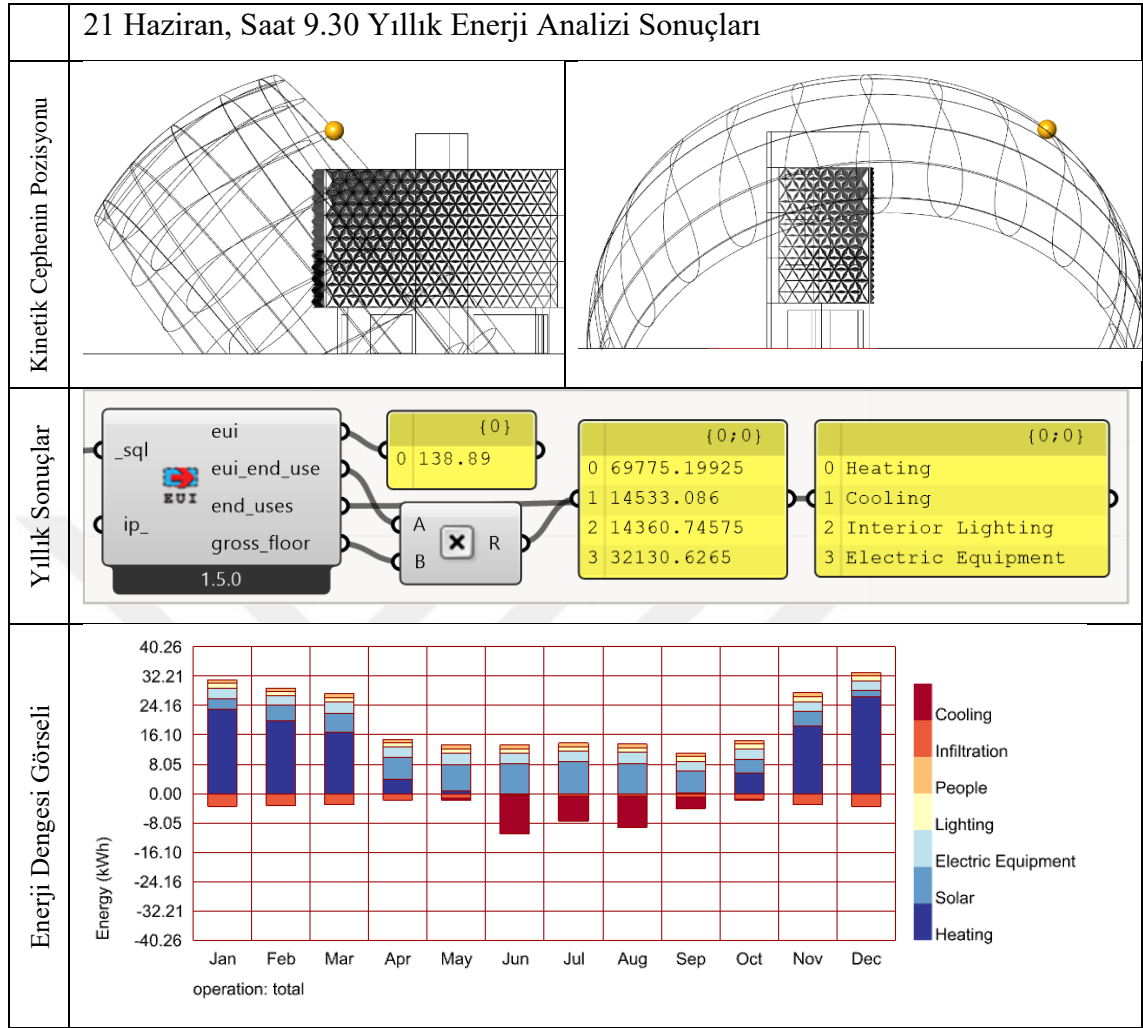 21 Haziran, Saat 9.30 Yıllık Enerji Analizi Sonuçları
Kinetik Cephenin Pozisyonu
Yıllık Sonuçlar
_sql
ip_
EUI
eui
eui_end_use
end_uses
gross_floor
1.5.0
{0}
0 138.89
A
B
R
{0;0}
0 69775.19925
1 14533.086
2 14360.74575
3 32130.6265
{0;0}
0 Heating
1 Cooling
2 Interior Lighting
3 Electric Equipment
Enerji Dengesi Görseli
Energy (kWh)
40.26
32.21
24.16
16.10
8.05
0.00
-8.05
-16.10
-24.16
-32.21
-40.26
Jan Feb Mar Apr May Jun Jul Aug Sep Oct Nov Dec
operation: total
Cooling
Infiltration
People
Lighting
Electric Equipment
Solar
Heating